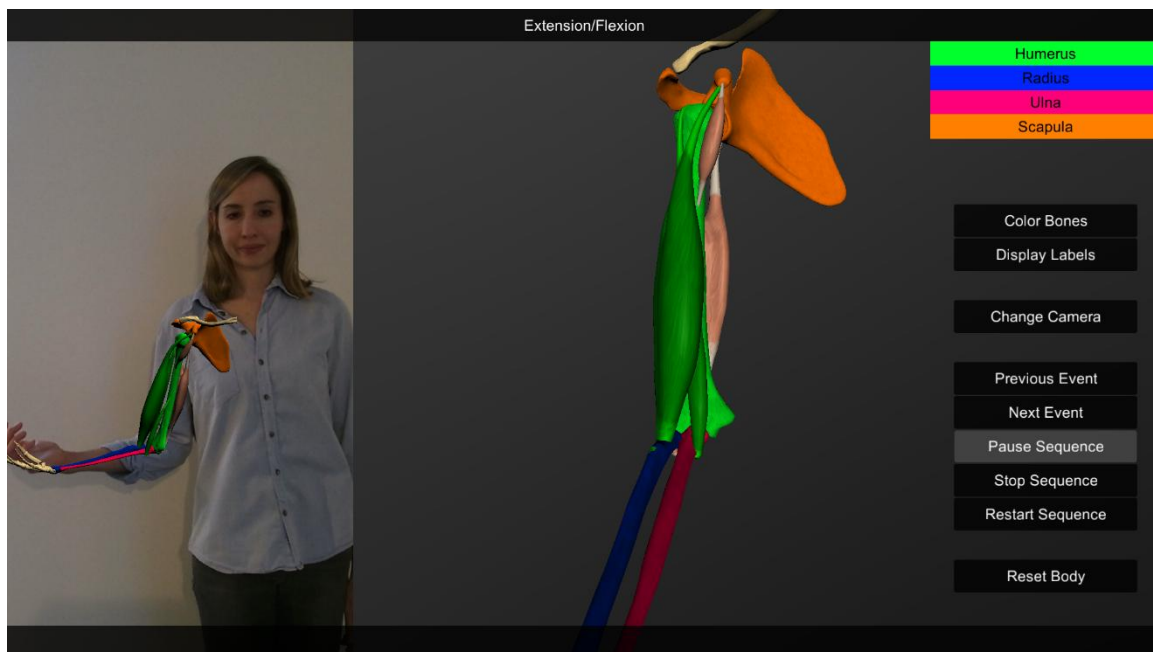 Extension/Flexion
Humerus
Radius
Ulna
Scapula
Color Bones
Display Labels
Change Camera
Previous Event
Next Event
Pause Sequence
Stop Sequence
Restart Sequence
Reset Body